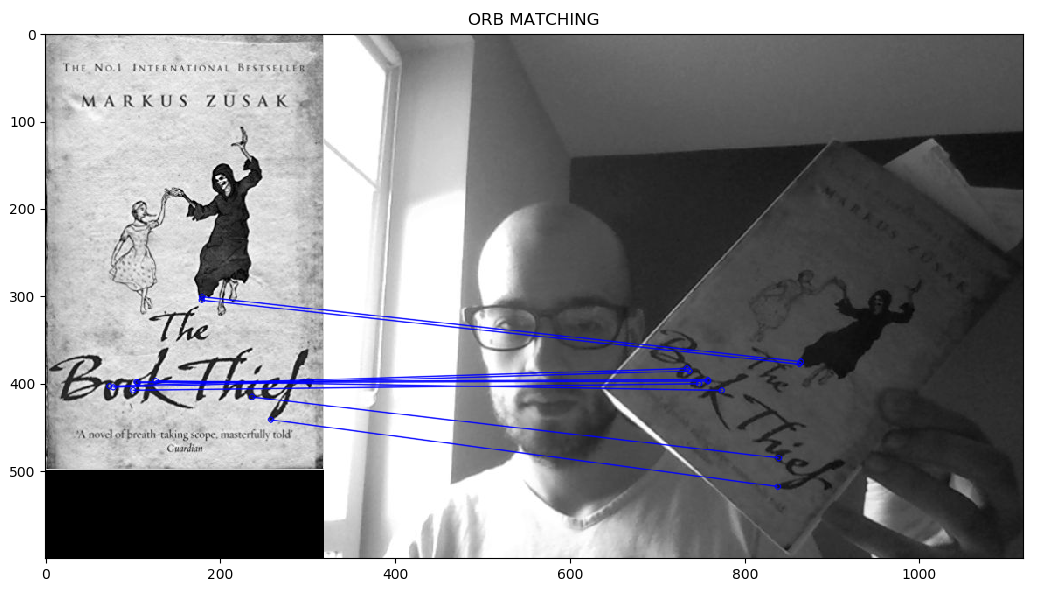 ORB MATCHING
THE NO.1 INTERNATIONAL BESTSELLER
MARKUS ZUSAK
The
Book Thief
'A novel of breath-taking scope, masterfully told'
Guardian
MARKUS ZUSAK
The
Book Thief
0
100
200
300
400
500
0
200
400
600
800
1000